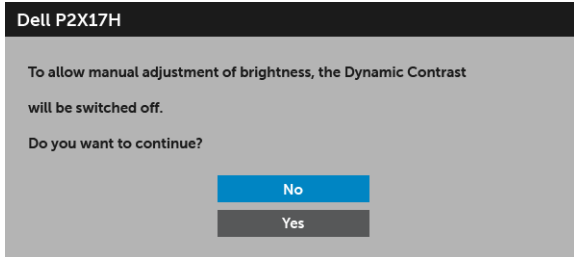 Dell P2X17H
To allow manual adjustment of brightness, the Dynamic Contrast
will be switched off.
Do you want to continue?
No
Yes